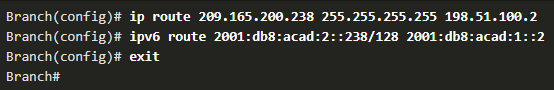 Branch(config)# ip route 209.165.200.238 255.255.255.255 198.51.100.2
Branch(config)# ipv6 route 2001:db8:acad:2::238/128 2001:db8:acad:1::2
Branch(config)# exit
Branch#